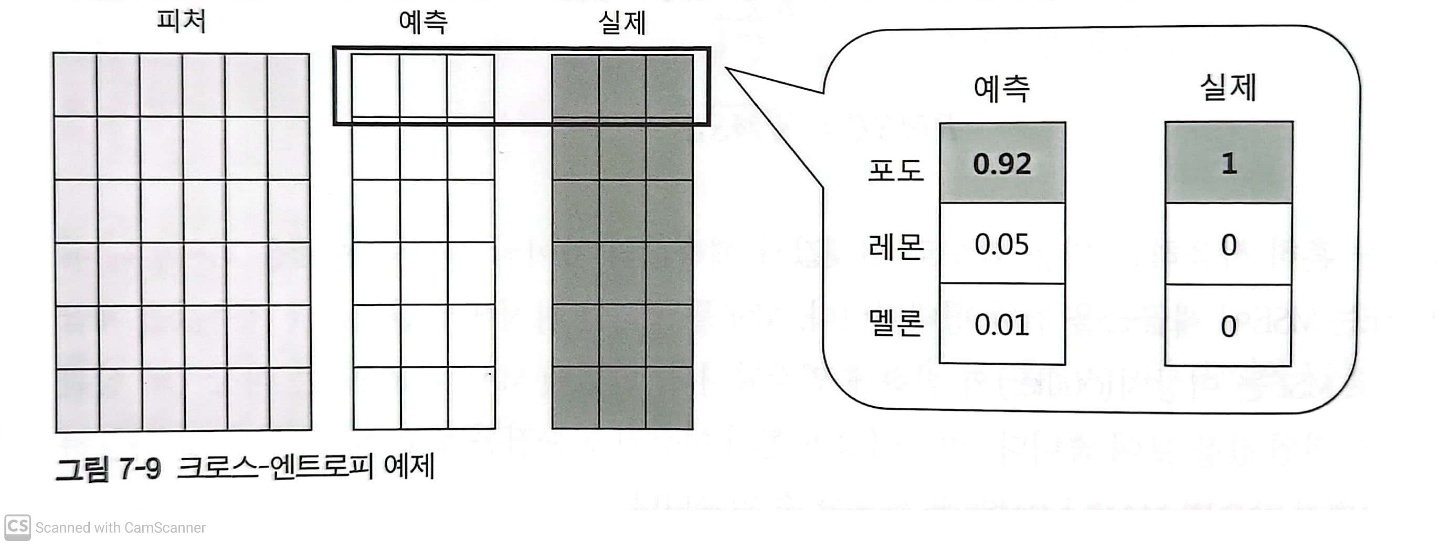 피처 예측 실제
예측 실제
포도 0.92 1
레몬 0.05 0
멜론 0.01 0
그림 7-9 크로스-엔트로피 예제
CS Scanned with CamScanner